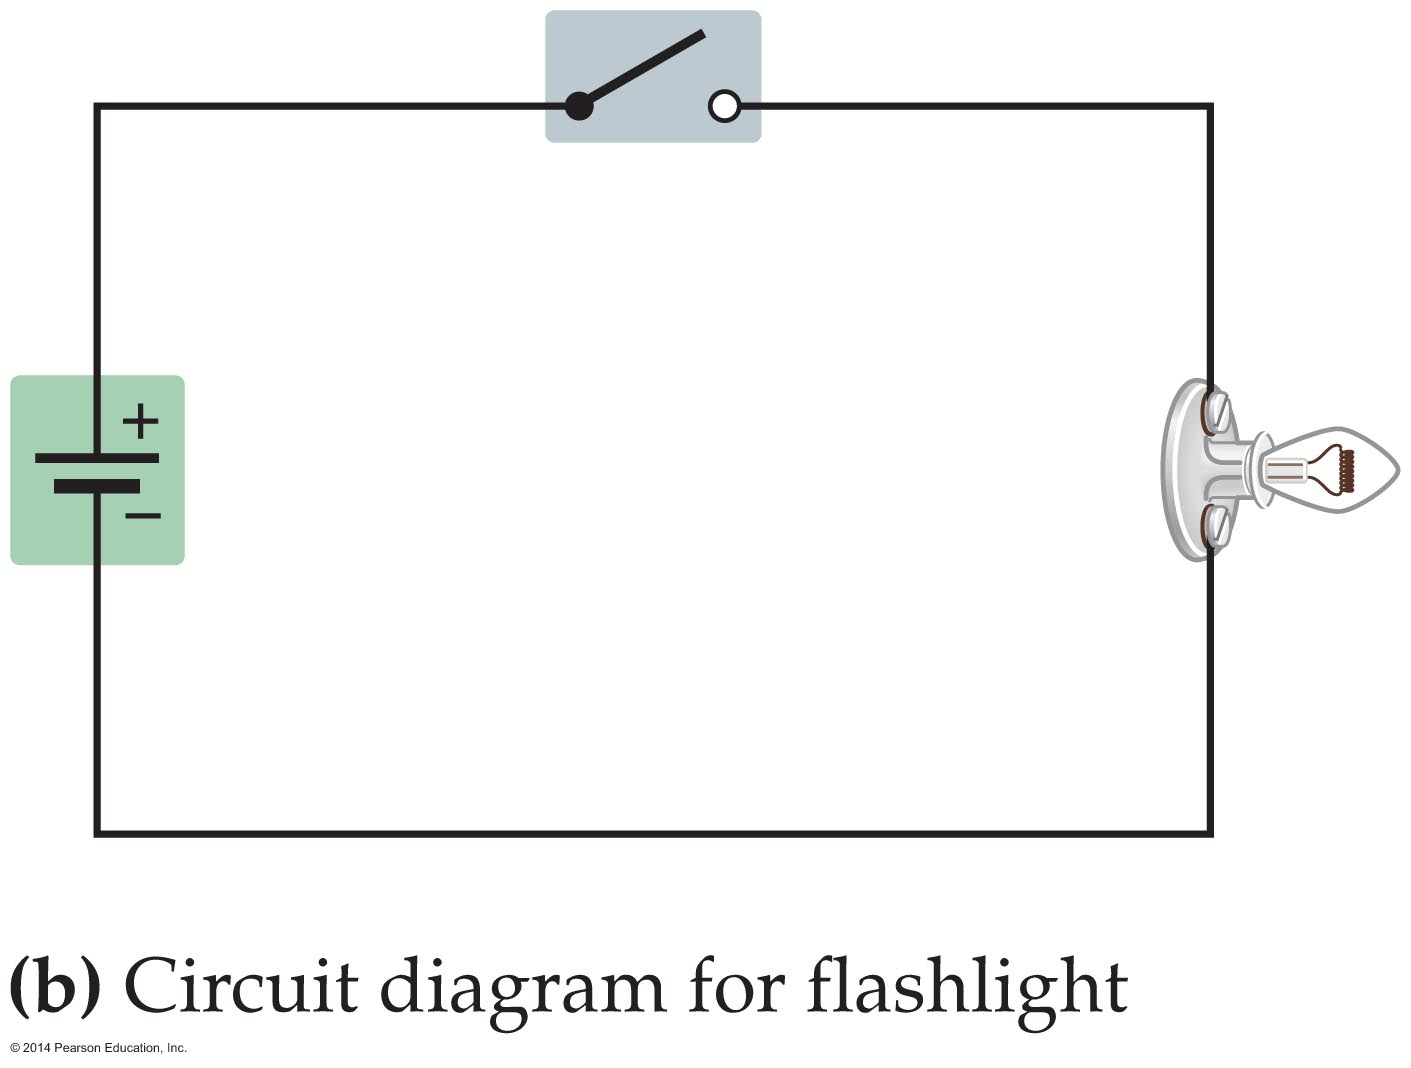 +
−
(b) Circuit diagram for flashlight
© 2014 Pearson Education, Inc.